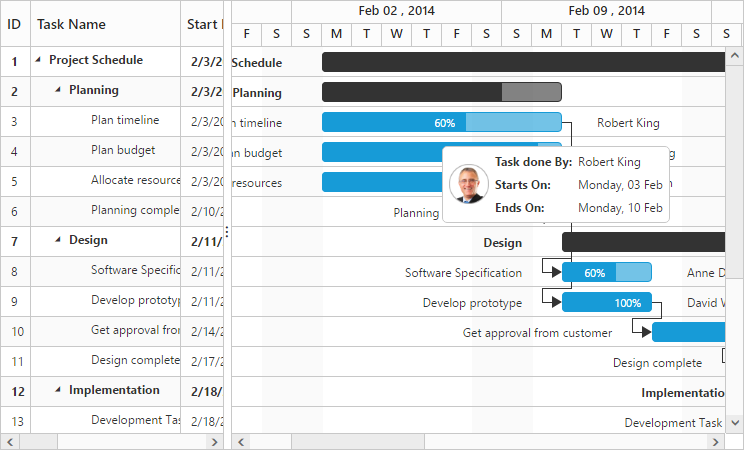 ID Task Name Start
Feb 02 , 2014 Feb 09 , 2014
F S S M T W T F S S M T W T F S S
1 Project Schedule 2/3/2 Schedule
2 Planning 2/3/2 Planning
3 Plan timeline 2/3/20 timeline 60% Robert King
4 Plan budget 2/3/20 budget
5 Allocate resource 2/3/20 resources
6 Planning comple 2/10/2 Planning
Task done By: Robert King
Starts On: Monday, 03 Feb
Ends On: Monday, 10 Feb
7 Design 2/11/ Design
8 Software Specific 2/11/2 Software Specification 60% Anne D
9 Develop prototyp 2/11/2 Develop prototype 100% David W
10 Get approval from 2/14/2 Get approval from customer
11 Design complete 2/17/2 Design complete
12 Implementation 2/18/ Implementatio
13 Development Tas 2/18/2 Development Task